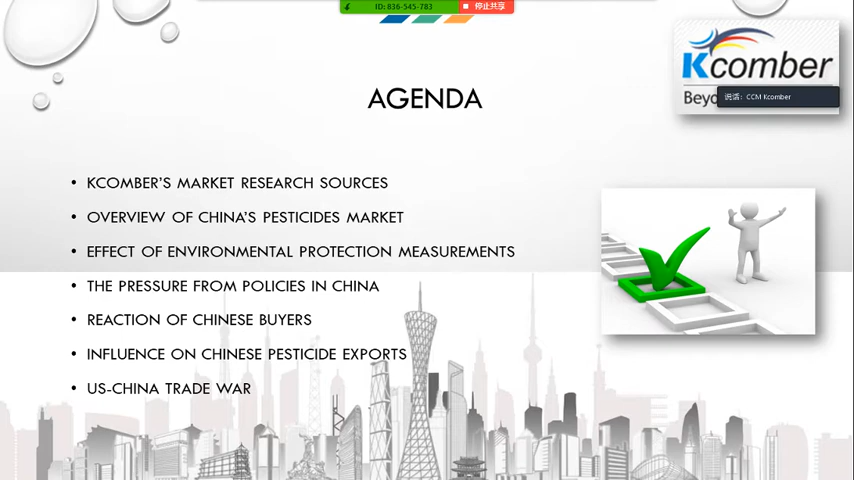 ID: 836-545-783
停止共享
Kcomber
Beyo
说话: CCM Kcomber
AGENDA
• KCOMBER'S MARKET RESEARCH SOURCES
• OVERVIEW OF CHINA'S PESTICIDES MARKET
• EFFECT OF ENVIRONMENTAL PROTECTION MEASUREMENTS
• THE PRESSURE FROM POLICIES IN CHINA
• REACTION OF CHINESE BUYERS
• INFLUENCE ON CHINESE PESTICIDE EXPORTS
• US-CHINA TRADE WAR